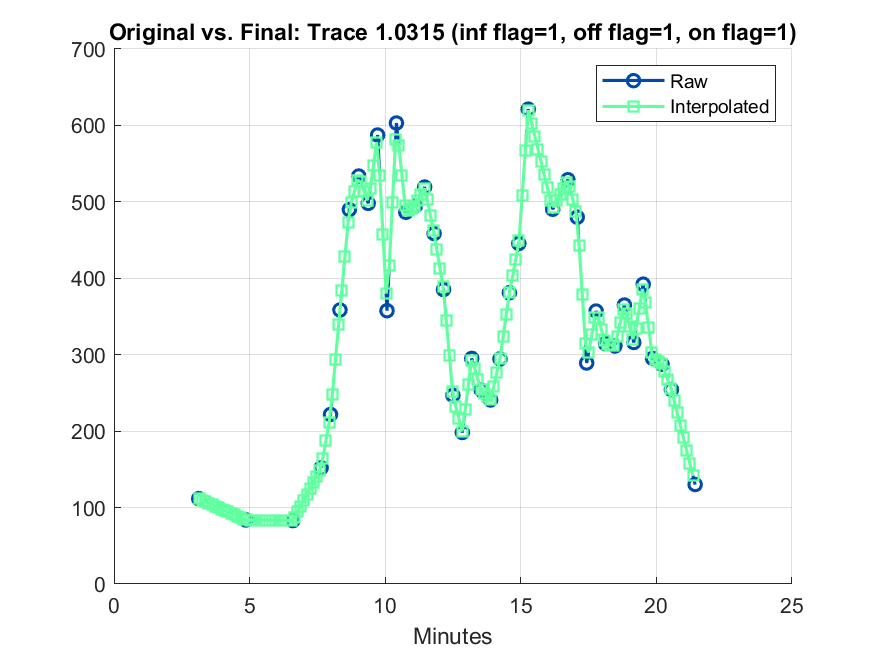 Original vs. Final: Trace 1.0315 (inf flag=1, off flag=1, on flag=1)
700
600
500
400
300
200
100
0
Raw
Interpolated
0 5 10 15 20 25
Minutes